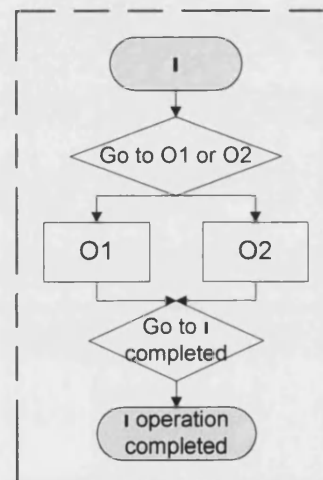 ı
Go to O1 or O2
O1
O2
Go to ı
completed
ı operation
completed